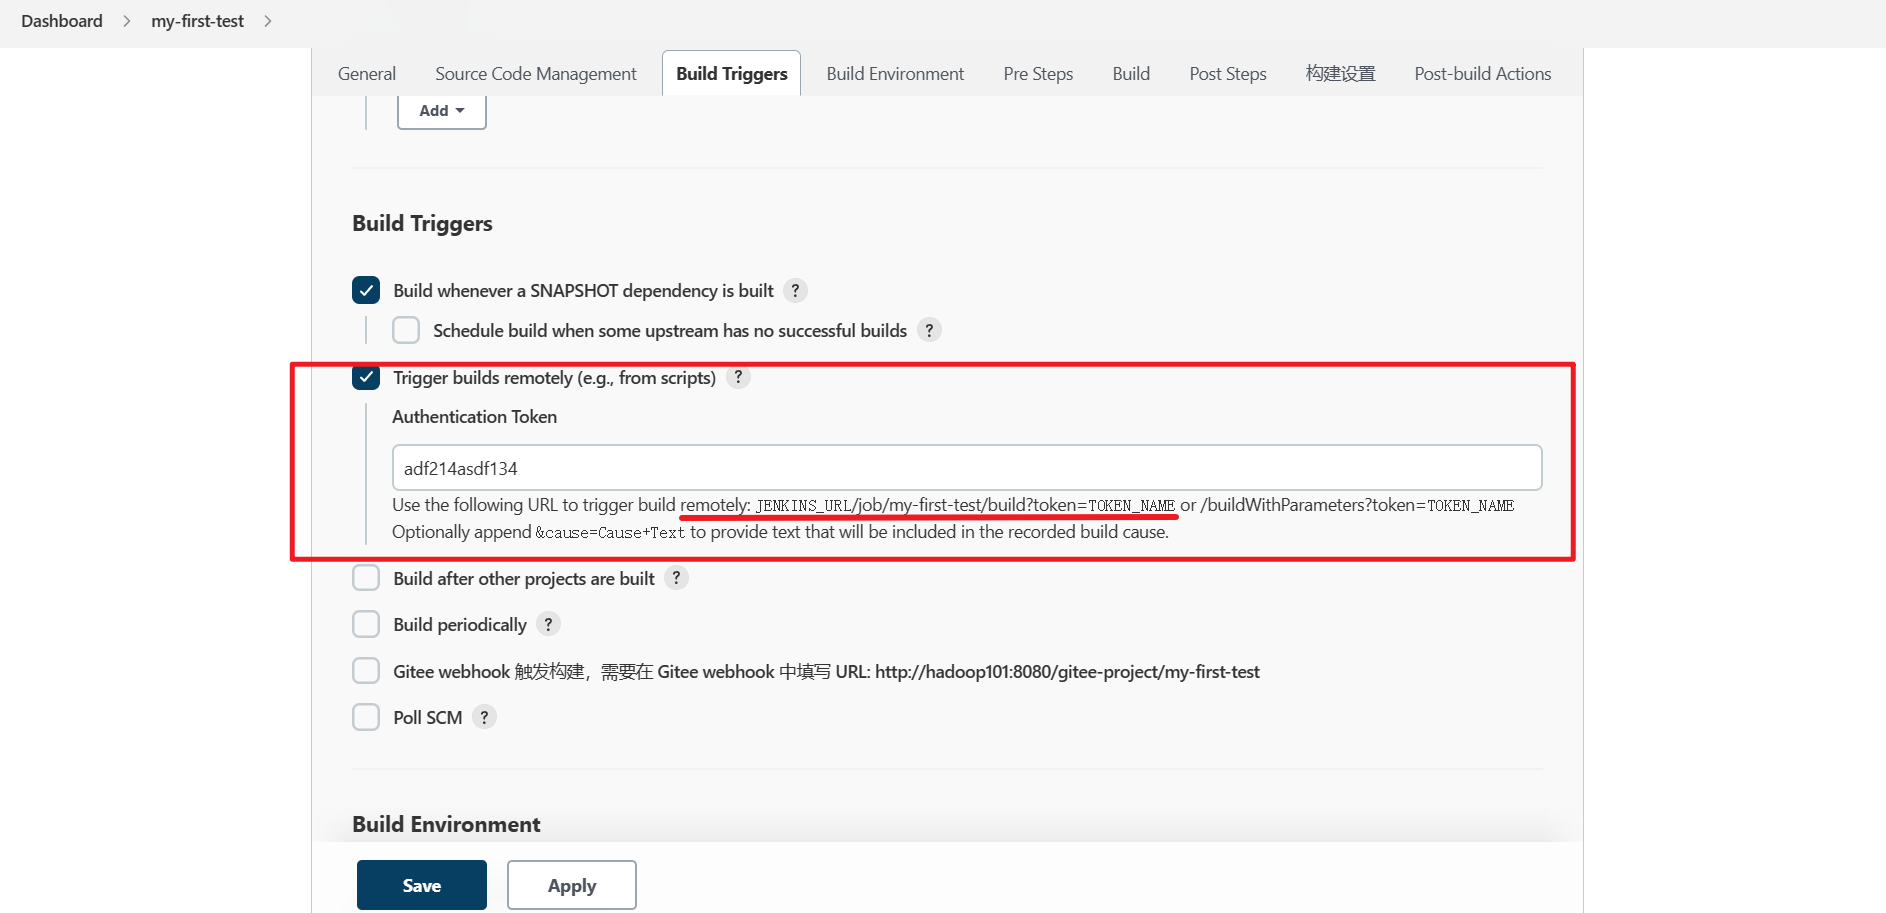 Dashboard > my-first-test >
General Source Code Management Build Triggers Build Environment Pre Steps Build Post Steps 构建设置 Post-build Actions
Add
Build Triggers
Build whenever a SNAPSHOT dependency is built ?
Schedule build when some upstream has no successful builds ?
Trigger builds remotely (e.g., from scripts) ?
Authentication Token
adf214asdf134
Use the following URL to trigger build remotely: JENKINS_URL/job/my-first-test/build?token=TOKEN_NAME or /buildWithParameters?token=TOKEN_NAME
Optionally append &cause=Cause+Text to provide text that will be included in the recorded build cause.
Build after other projects are built ?
Build periodically ?
Gitee webhook 触发构建，需要在 Gitee webhook 中填写 URL: http://hadoop101:8080/gitee-project/my-first-test
Poll SCM ?
Build Environment
Save Apply